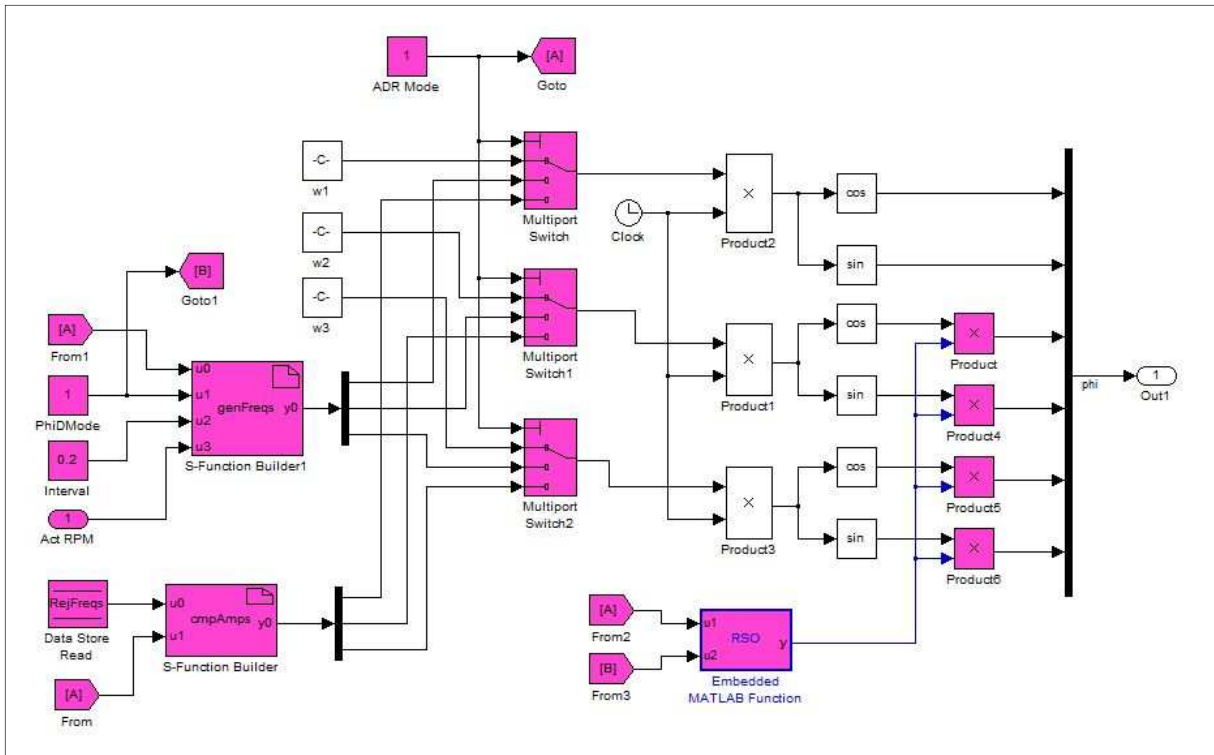 1
ADR Mode
[A]
Goto
-C-
w1
-C-
w2
-C-
w3
Multiport
Switch
Multiport
Switch1
Multiport
Switch2
Clock
×
Product2
×
Product1
×
Product3
cos
sin
cos
sin
cos
sin
×
Product
×
Product4
×
Product5
×
Product6
phi
1
Out1
[B]
Goto1
[A]
From1
1
PhiDMode
0.2
Interval
1
Act RPM
u0
u1
u2
u3
genFreqs
y0
S-Function Builder1
RejFreqs
Data Store
Read
[A]
From
u0
u1
cmpAmps
y0
S-Function Builder
[A]
From2
[B]
From3
u1
u2
RSO
y
Embedded
MATLAB Function